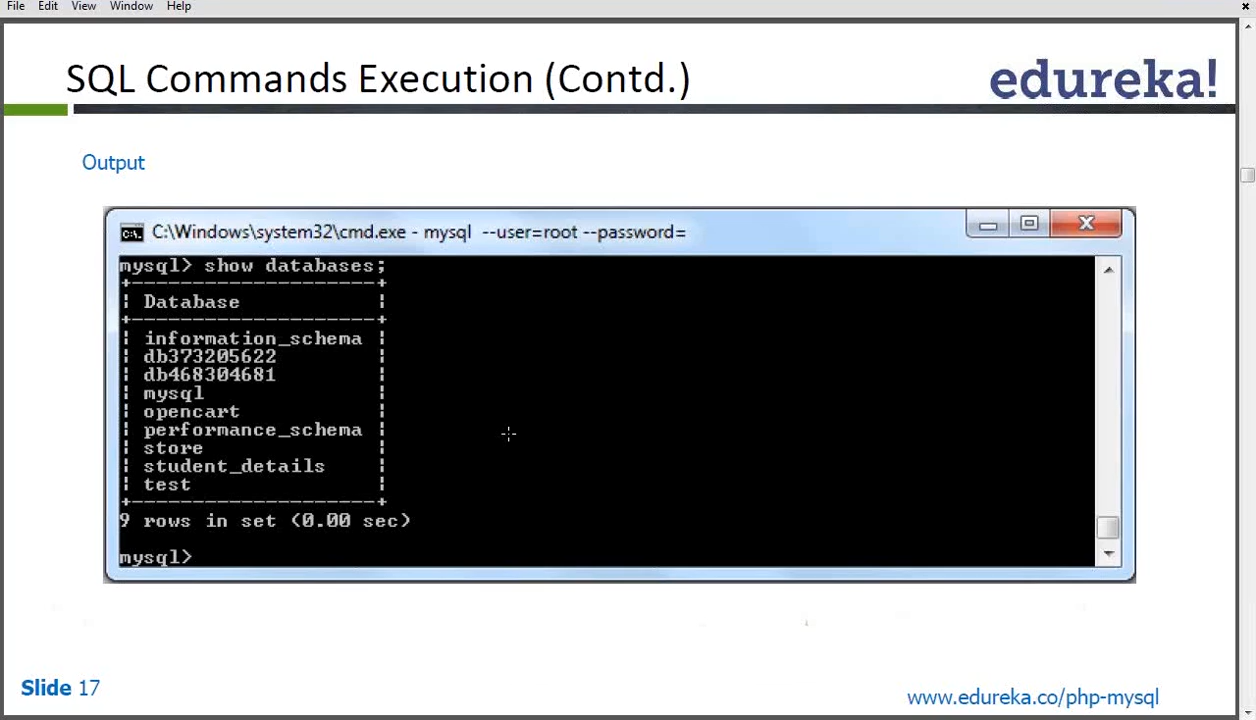 File Edit View Window Help
SQL Commands Execution (Contd.)
edureka!
Output
C:\Windows\system32\cmd.exe - mysql --user=root --password=
mysql> show databases;
+--------------------+
| Database |
+--------------------+
| information_schema |
| db373205622 |
| db468304681 |
| mysql |
| opencart |
| performance_schema |
| store |
| student_details |
| test |
+--------------------+
9 rows in set (0.00 sec)
mysql>
Slide 17
www.edureka.co/php-mysql